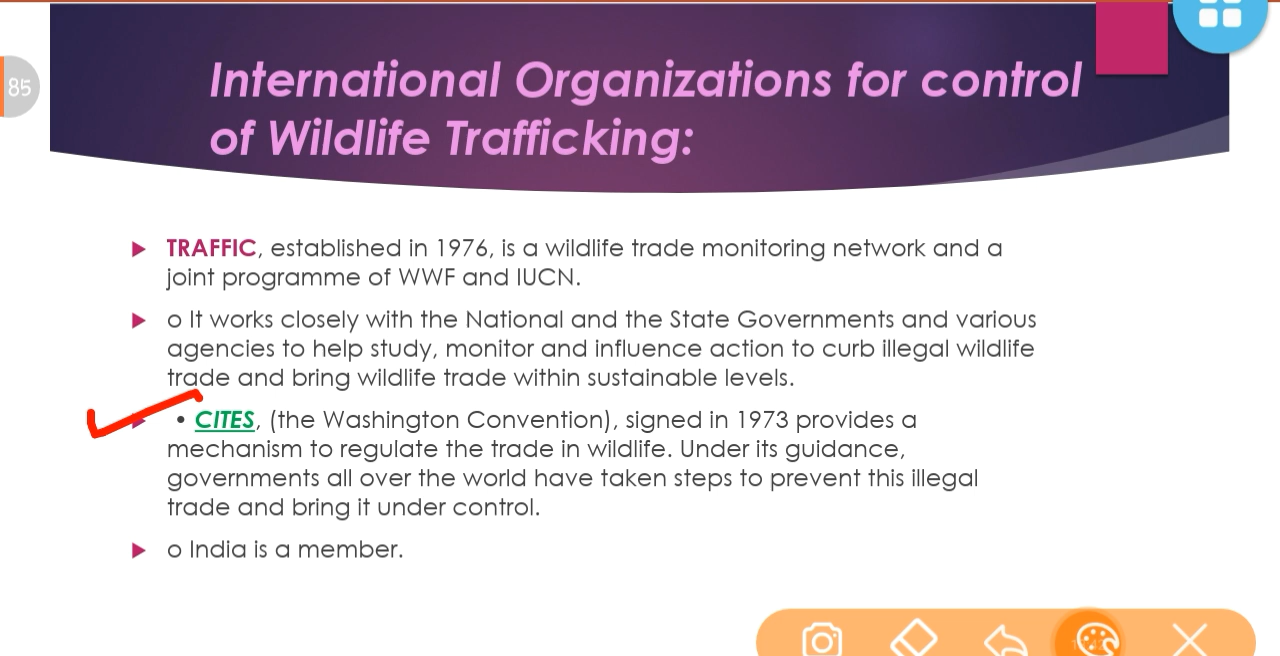 85
International Organizations for control
of Wildlife Trafficking:
TRAFFIC, established in 1976, is a wildlife trade monitoring network and a
joint programme of WWF and IUCN.
o It works closely with the National and the State Governments and various
agencies to help study, monitor and influence action to curb illegal wildlife
trade and bring wildlife trade within sustainable levels.
• CITES, (the Washington Convention), signed in 1973 provides a
mechanism to regulate the trade in wildlife. Under its guidance,
governments all over the world have taken steps to prevent this illegal
trade and bring it under control.
o India is a member.